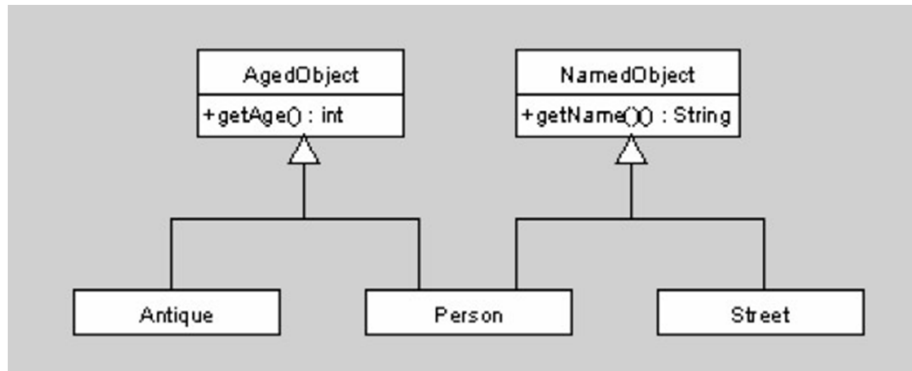 AgedObject
NamedObject
+getAge() : int
+getName()() : String
Antique
Person
Street